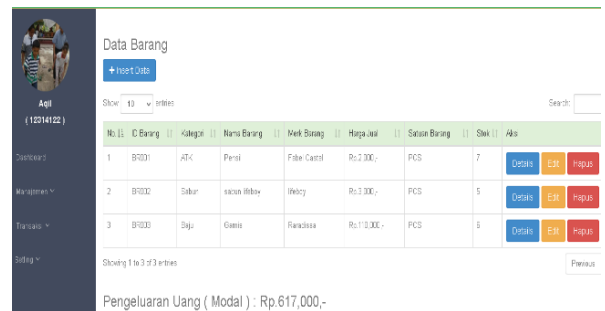 Data Barang
+ Insert Data
Aqil
( 12314122 )
Show 10 entries
Search:
No. ID Barang Kategori Nama Barang Merk Barang Harga Jual Satuan Barang Stok Aksi
1 BR001 ATK Pensil Faber Castel Rp.2,000,- PCS 7 Details Edit Hapus
2 BR002 Sabun sabun lifeboy lifeboy Rp.3,000,- PCS 5 Details Edit Hapus
3 BR003 Baju Gamis Rp.110,000,- PCS 6 Details Edit Hapus
Dashboard
Manajemen
Transaksi
Setting
Showing 1 to 3 of 3 entries
Previous
Pengeluaran Uang ( Modal ) : Rp.617,000,-